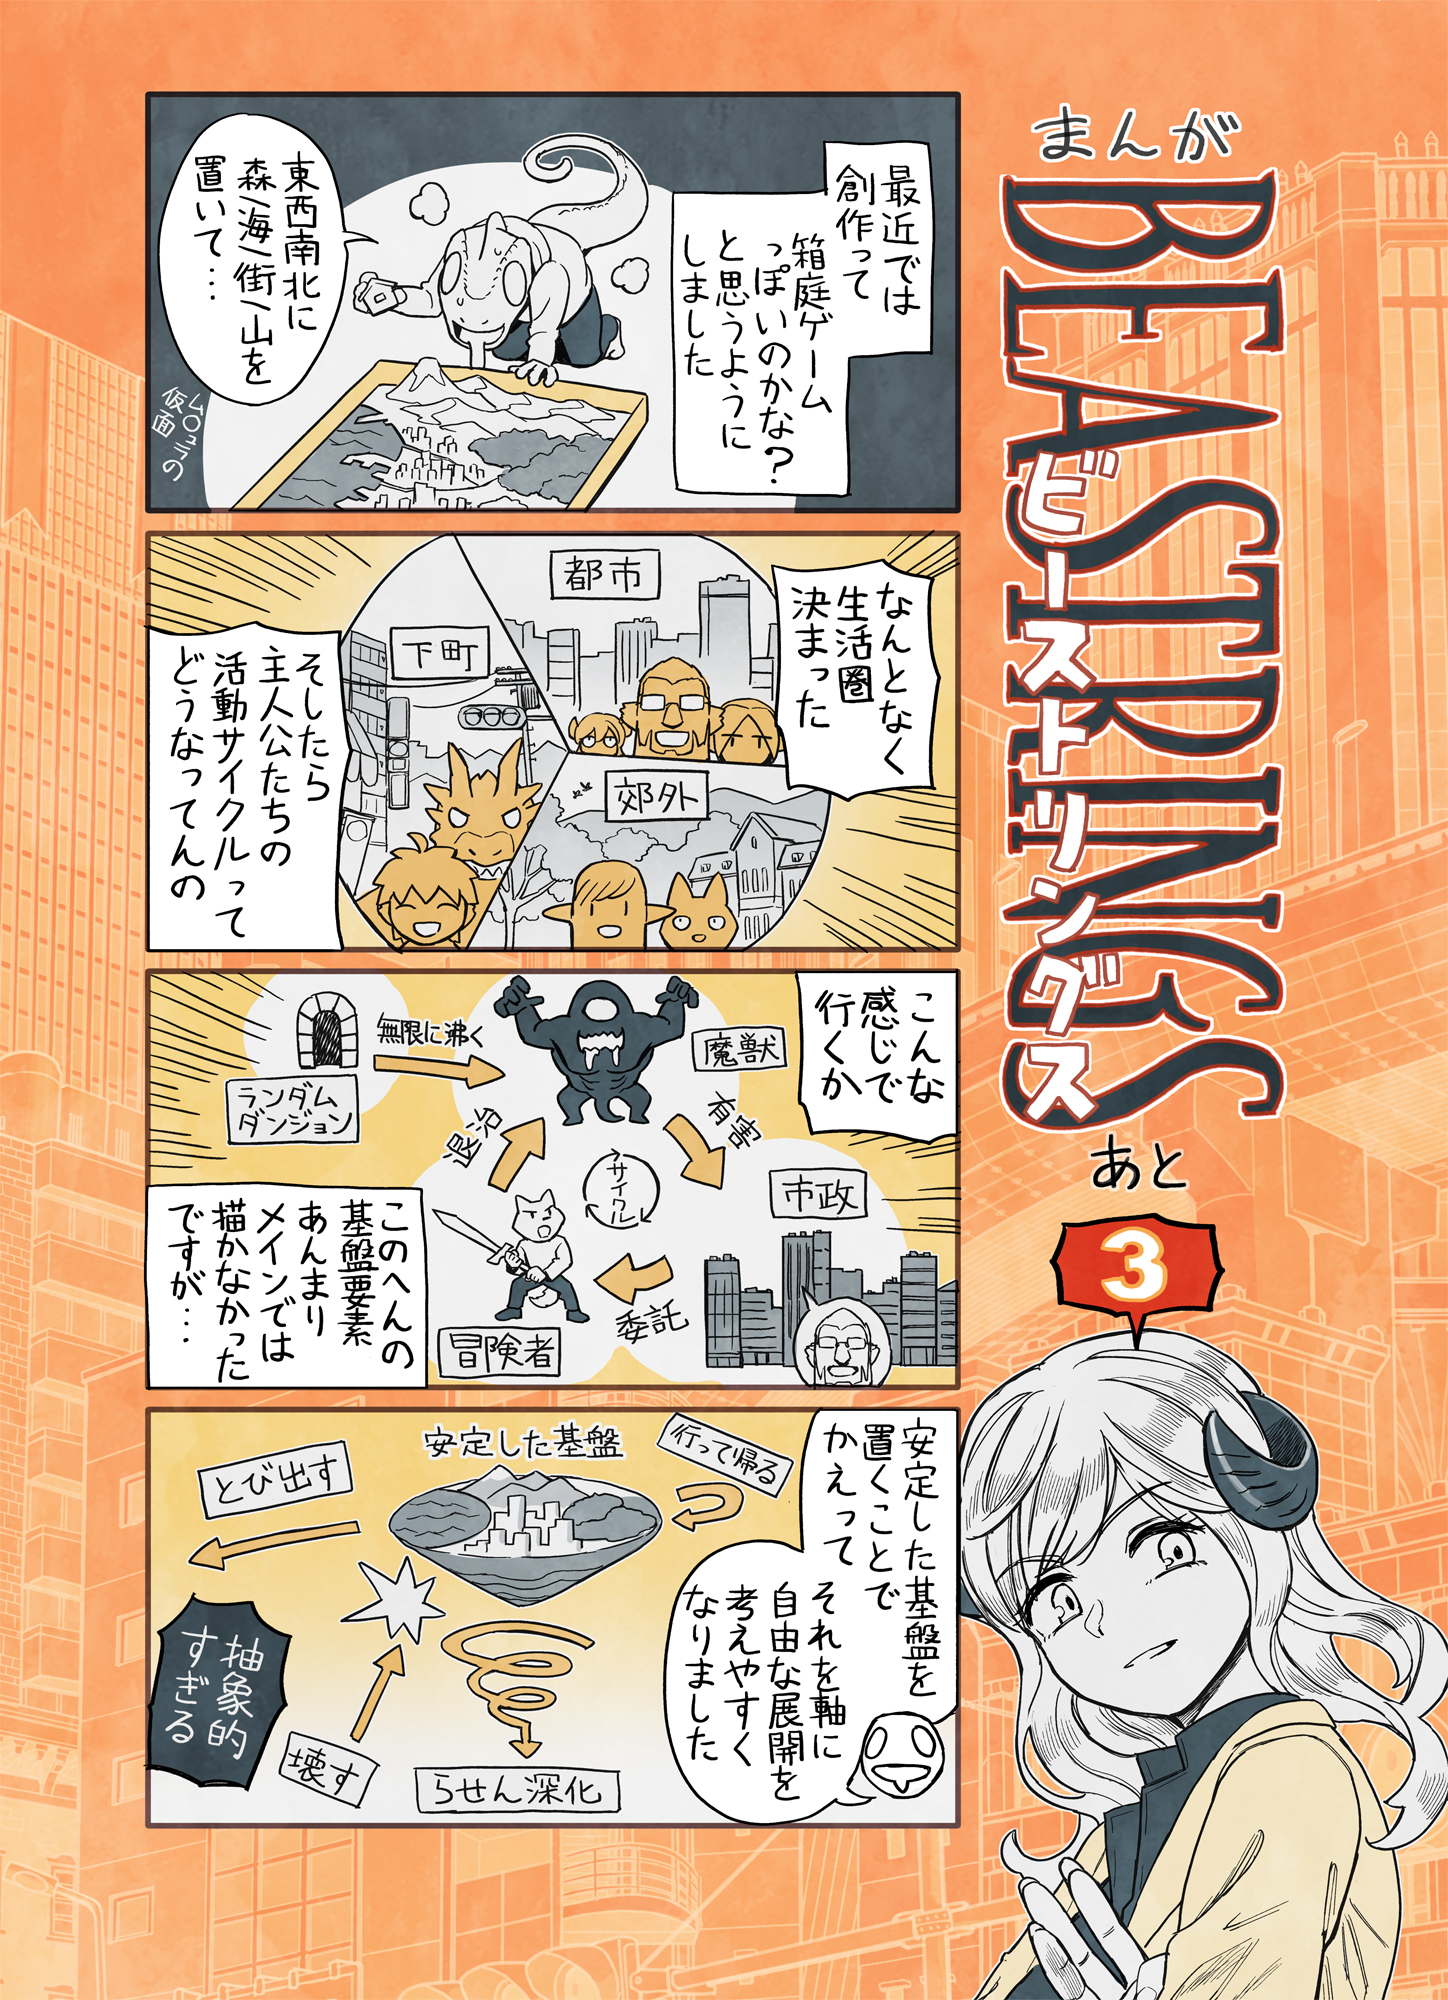 まんが
BEASTRINGS
ビーストリングス
あと
3
最近では
創作って
箱庭ゲーム
っぽいのかな?
と思うように
しました
東西南北に
森/海/街/山を
置いて・・・
ムロュラの
仮面
なんとなく
生活圏
決まった
都市
下町
郊外
そしたら
主人公たちの
活動サイクルって
どうなってんの
こんな
感じで
行くか
魔獣
無限に沸く
ランダム
ダンジョン
有害
退治
サイクル
市政
委託
冒険者
このへんの
基盤要素
あんまり
メインでは
描かなかった
ですが・・・
安定した基盤を
置くことで
かえって
それを軸に
自由な展開を
考えやすく
なりました
行って帰る
安定した基盤
とび出す
壊す
らせん深化
抽象的
すぎる